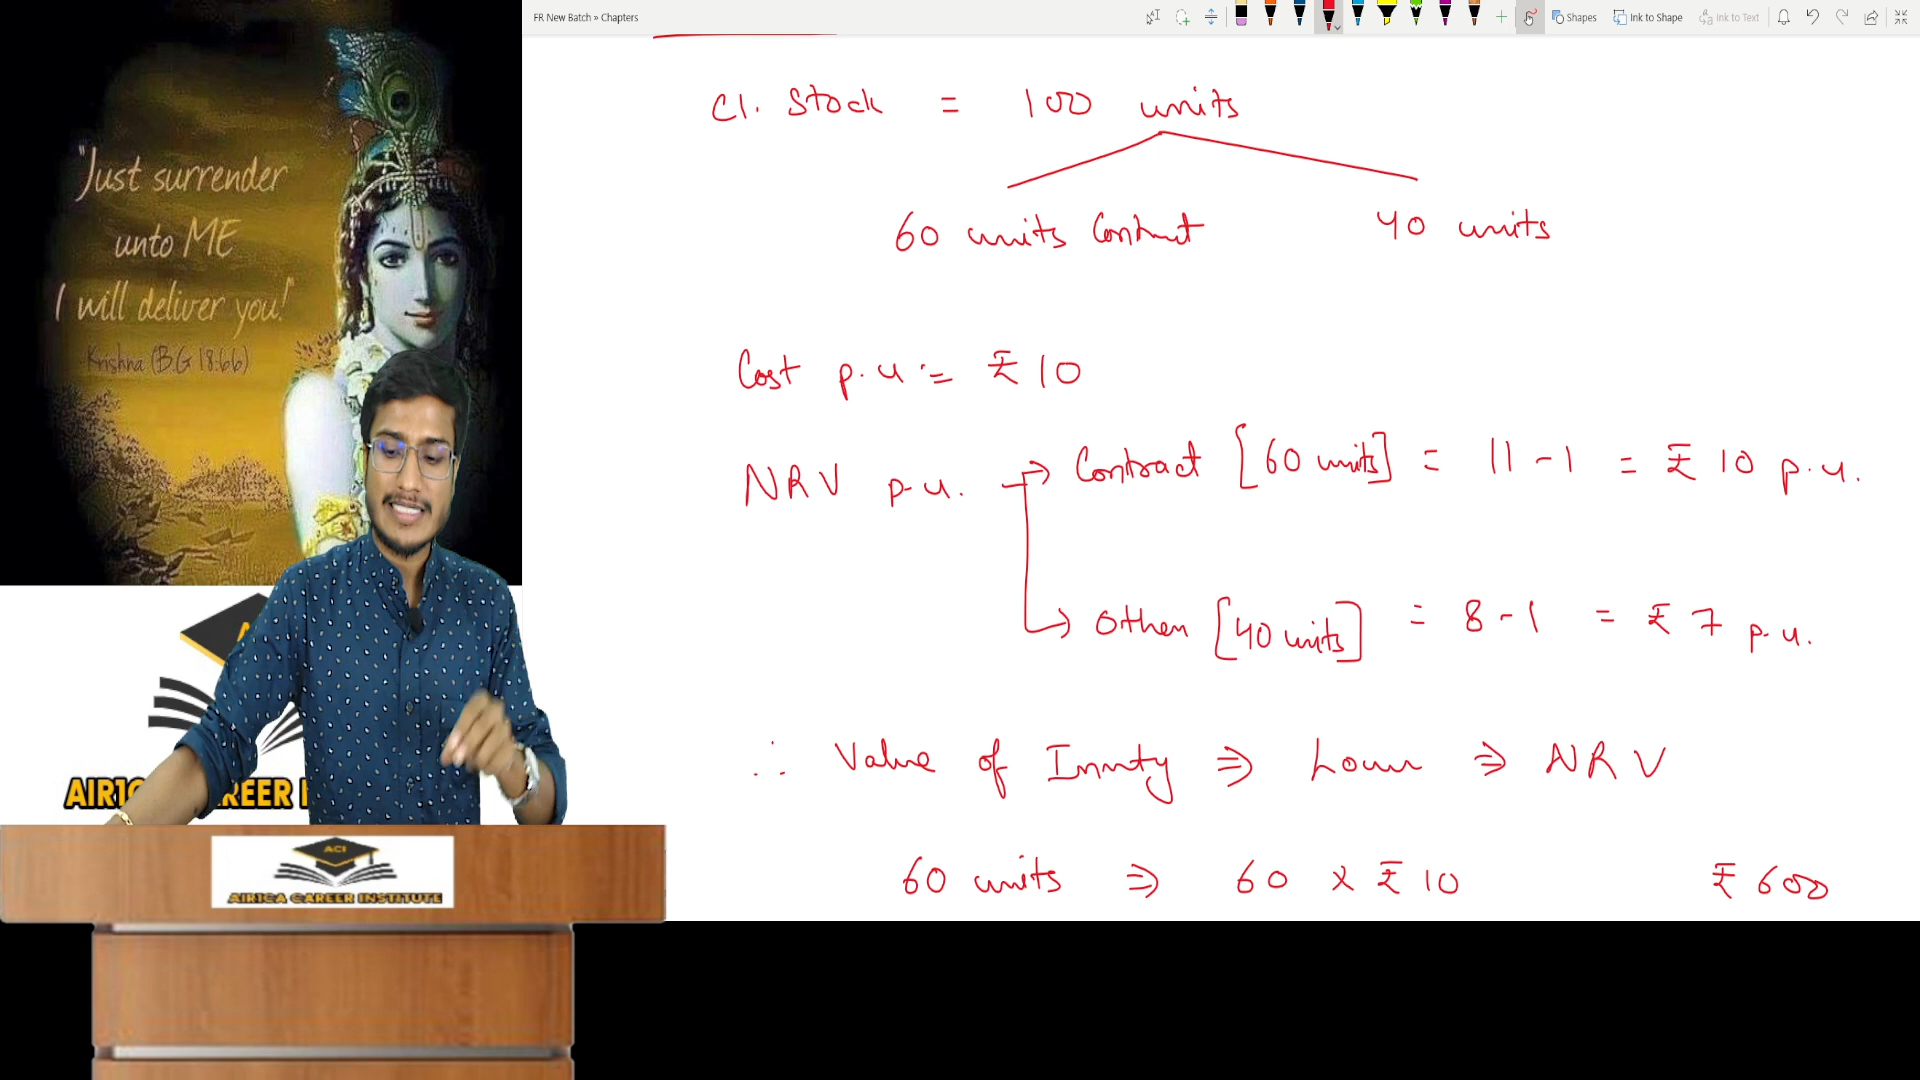 FR New Batch » Chapters
Shapes
Ink to Shape
Ink to Text
"Just surrender
unto ME
I will deliver you!"
Krishna (B.G 18.66)
Cl. Stock = 100 units
60 units Contract
40 units
Cost p.u = ₹ 10
NRV p.u. → Contract [60 units] = 11 - 1 = ₹ 10 p.u.
→ Other [40 units] = 8 - 1 = ₹ 7 p.u.
∴ Value of Invnty ⇒ Lower ⇒ NRV
60 units ⇒ 60 x ₹ 10 ₹ 600
ACI
AIR1CA CAREER INSTITUTE